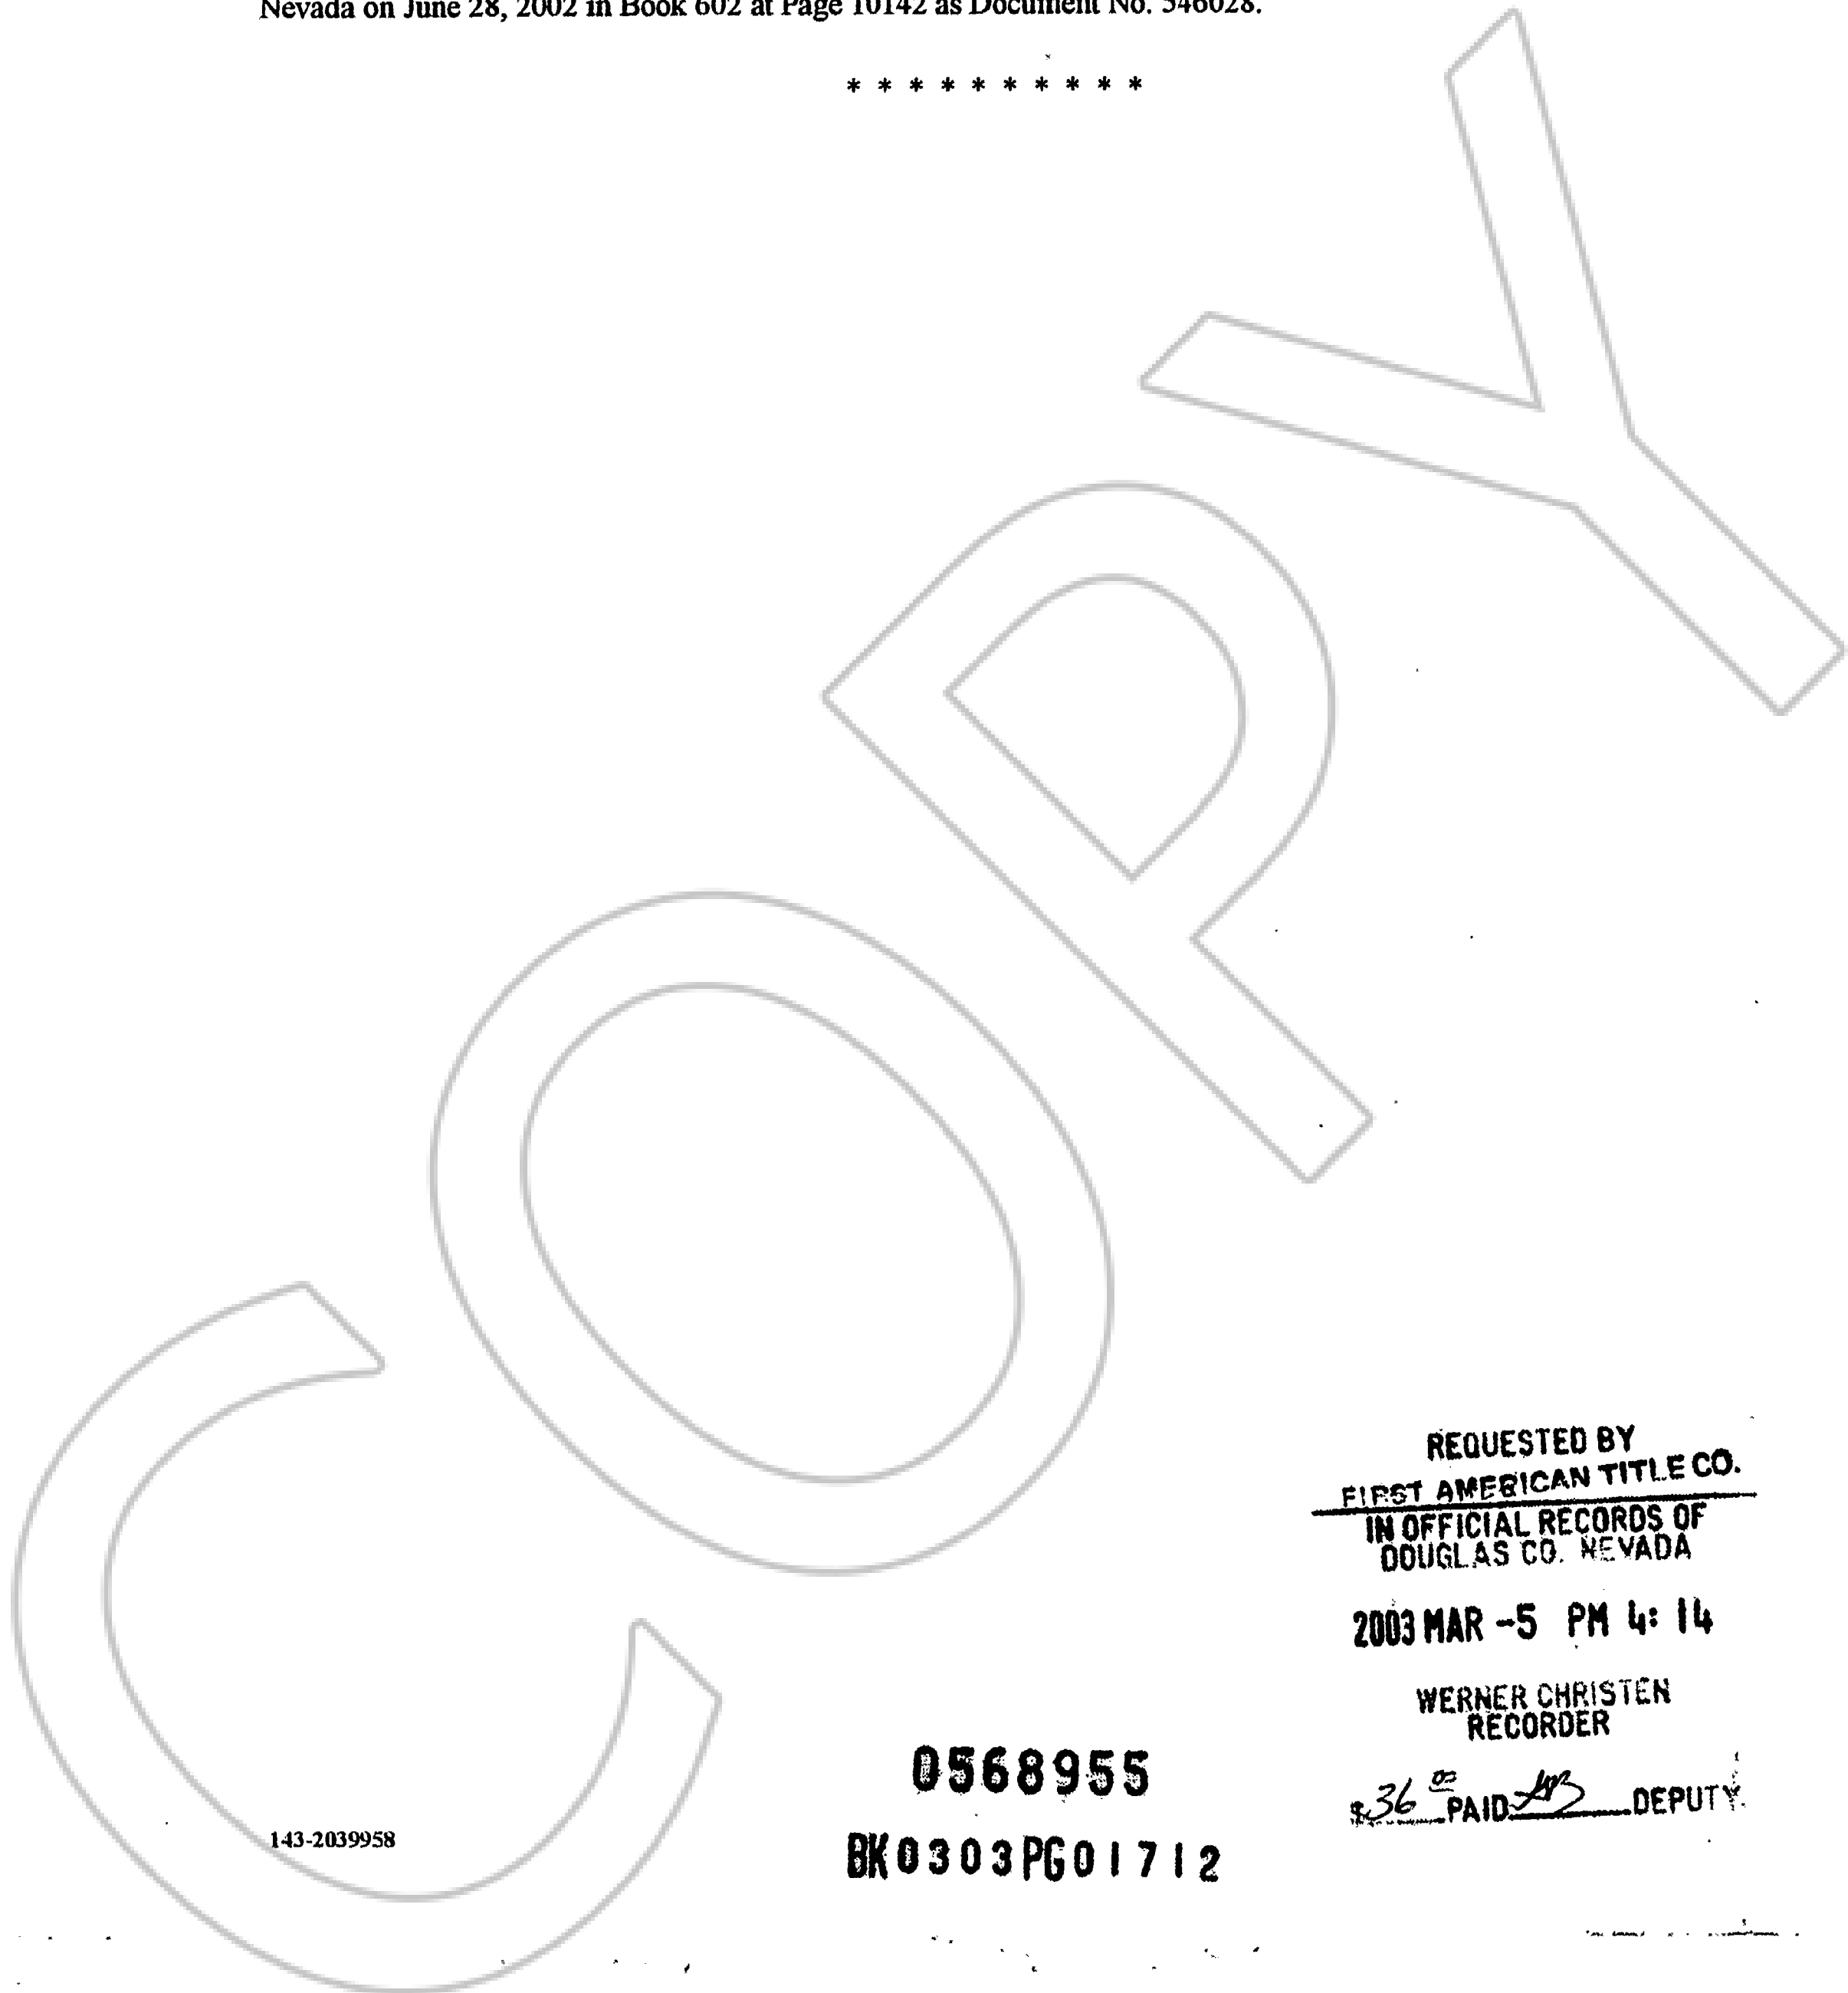 Nevada on June 28, 2002 in Book 602 at Page 10142 as Document No. 546028.
* * * * * * * * * *
COPY
REQUESTED BY
FIRST AMERICAN TITLE CO.
IN OFFICIAL RECORDS OF
DOUGLAS CO. NEVADA
2003 MAR -5 PM 4: 14
WERNER CHRISTEN
RECORDER
$36 00 PAID DEPUTY
0568955
BK0303PG01712
143-2039958